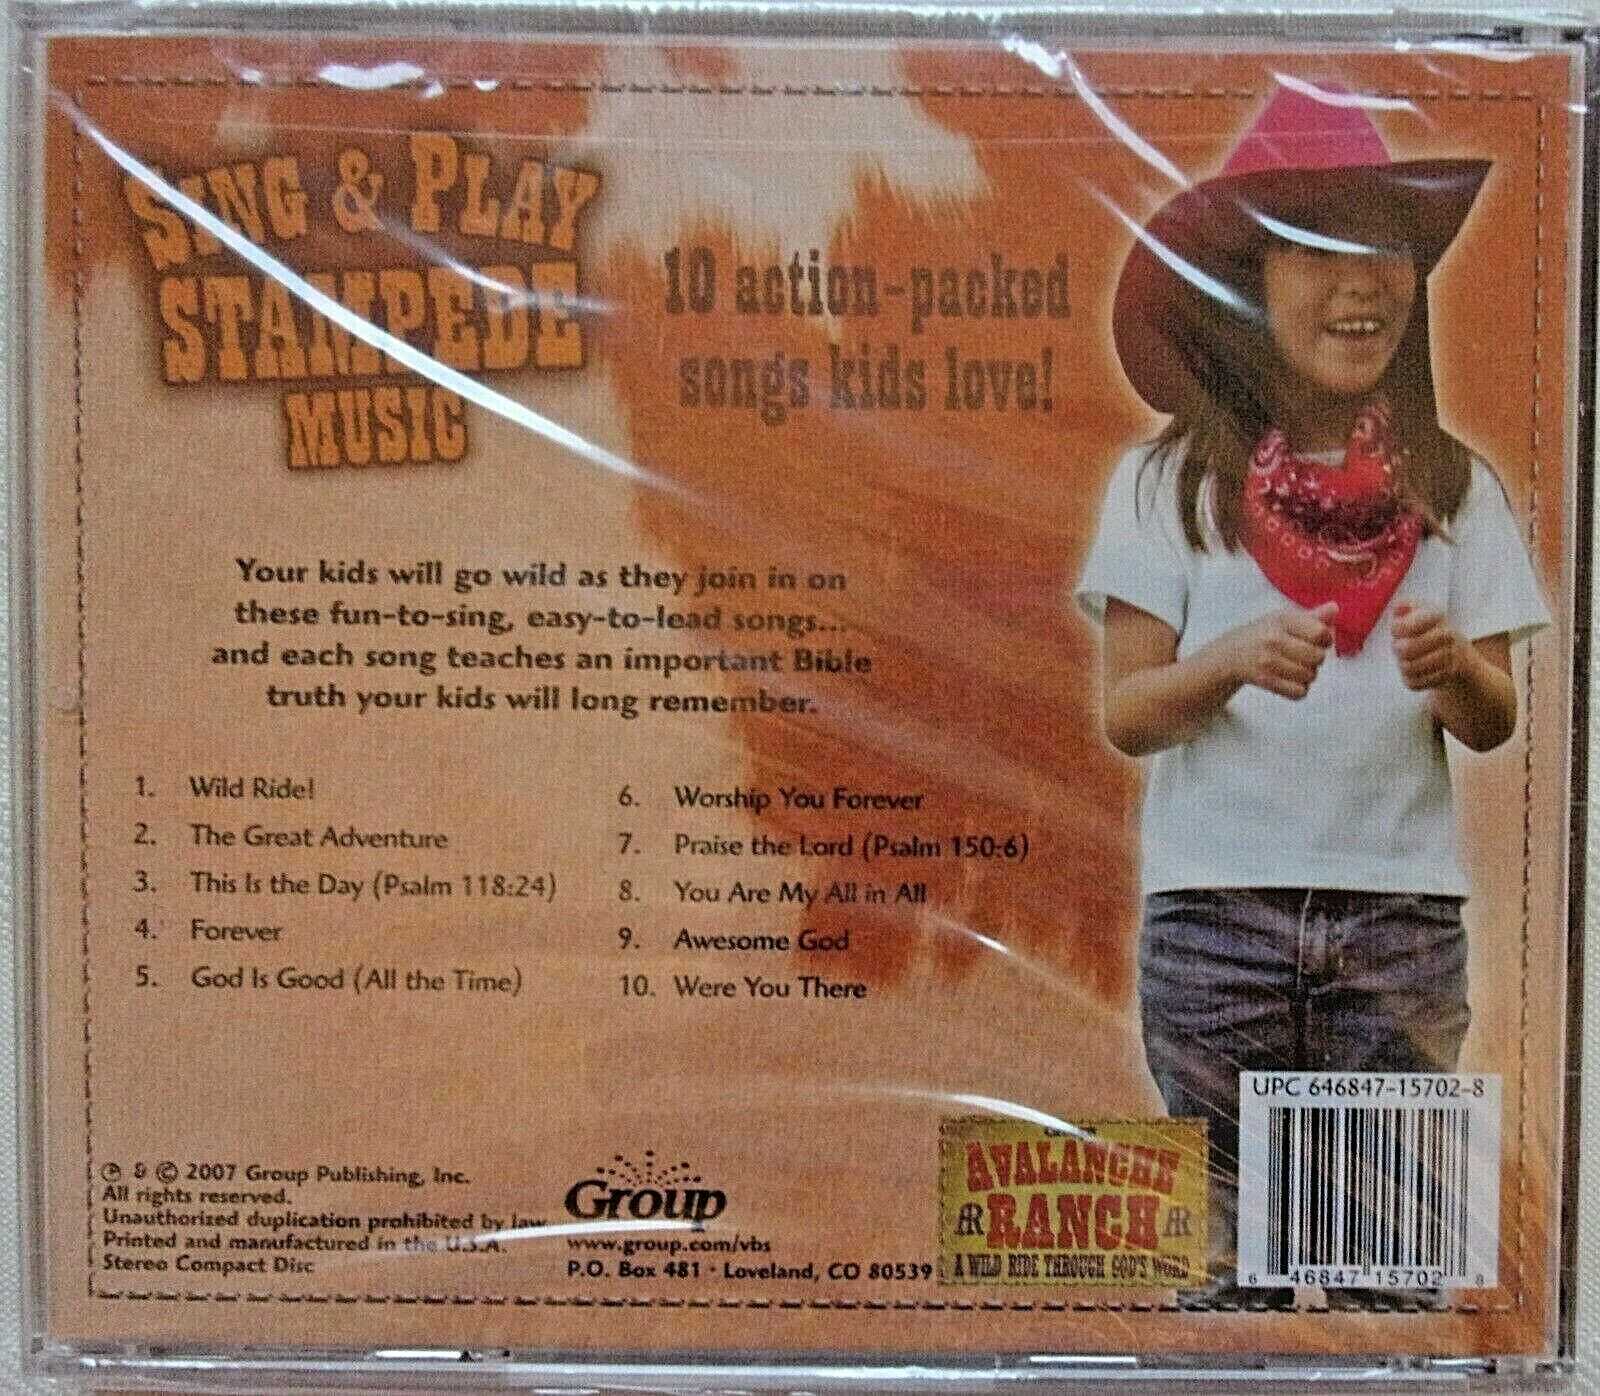 SING & PLAY
STAMPEDE
MUSIC
10 action-packed
songs kids love!
Your kids will go wild as they join in on
these fun-to-sing, easy-to-lead songs...
and each song teaches an important Bible
truth your kids will long remember.
1. Wild Ride!
2. The Great Adventure
3. This Is the Day (Psalm 118:24)
4. Forever
5. God Is Good (All the Time)
6. Worship You Forever
7. Praise the Lord (Psalm 150:6)
8. You Are My All in All
9. Awesome God
10. Were You There
℗ & © 2007 Group Publishing, Inc.
All rights reserved.
Unauthorized duplication prohibited by law.
Printed and manufactured in the U.S.A.
Stereo Compact Disc
Group
www.group.com/vbs
P.O. Box 481 · Loveland, CO 80539
AVALANCHE
RANCH
A WILD RIDE THROUGH GOD'S WORD
UPC 646847-15702-8
6 46847 15702 8